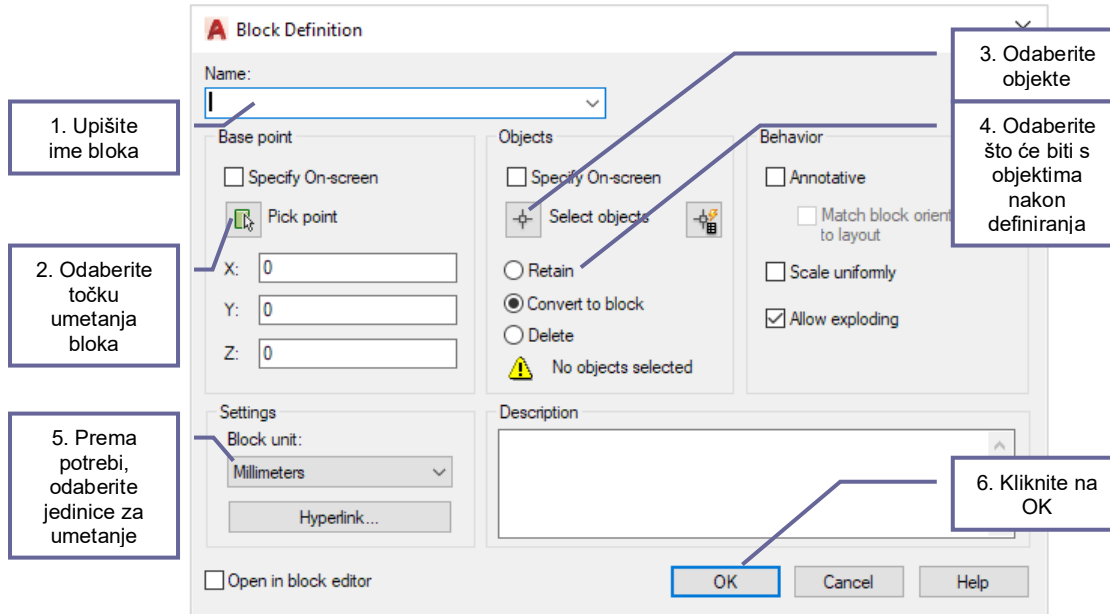 Block Definition
Name:
1. Upišite
ime bloka
3. Odaberite
objekte
4. Odaberite
što će biti s
objektima
nakon
definiranja
Base point
Specify On-screen
Pick point
X: 0
Y: 0
Z: 0
2. Odaberite
točku
umetanja
bloka
Objects
Specify On-screen
Select objects
Retain
Convert to block
Delete
No objects selected
Behavior
Annotative
Match block orient
to layout
Scale uniformly
Allow exploding
Settings
Block unit:
Millimeters
Hyperlink...
5. Prema
potrebi,
odaberite
jedinice za
umetanje
Description
6. Kliknite na
OK
Open in block editor
OK
Cancel
Help